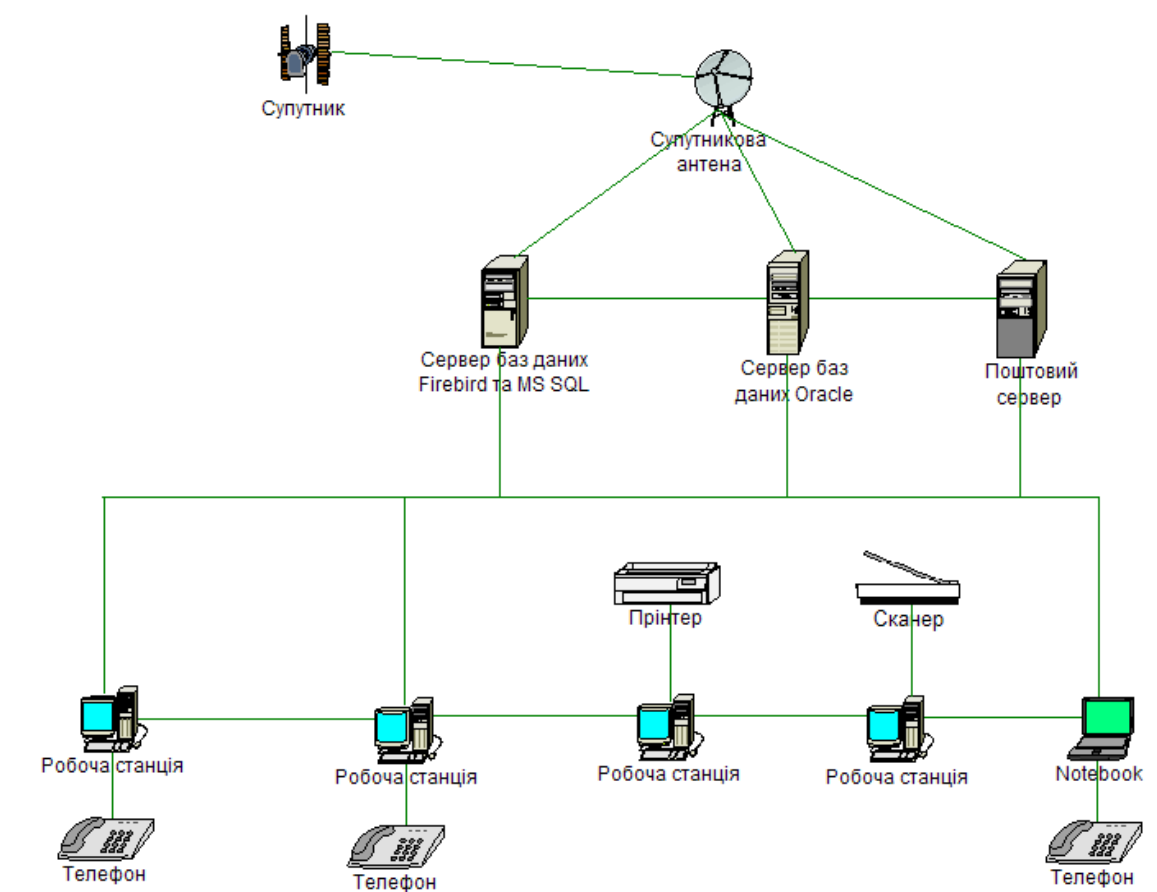 Супутник
Супутникова
антена
Сервер баз даних
Firebird та MS SQL
Сервер баз
даних Oracle
Поштовий
сервер
Прінтер
Сканер
Робоча станція
Робоча станція
Робоча станція
Робоча станція
Notebook
Телефон
Телефон
Телефон